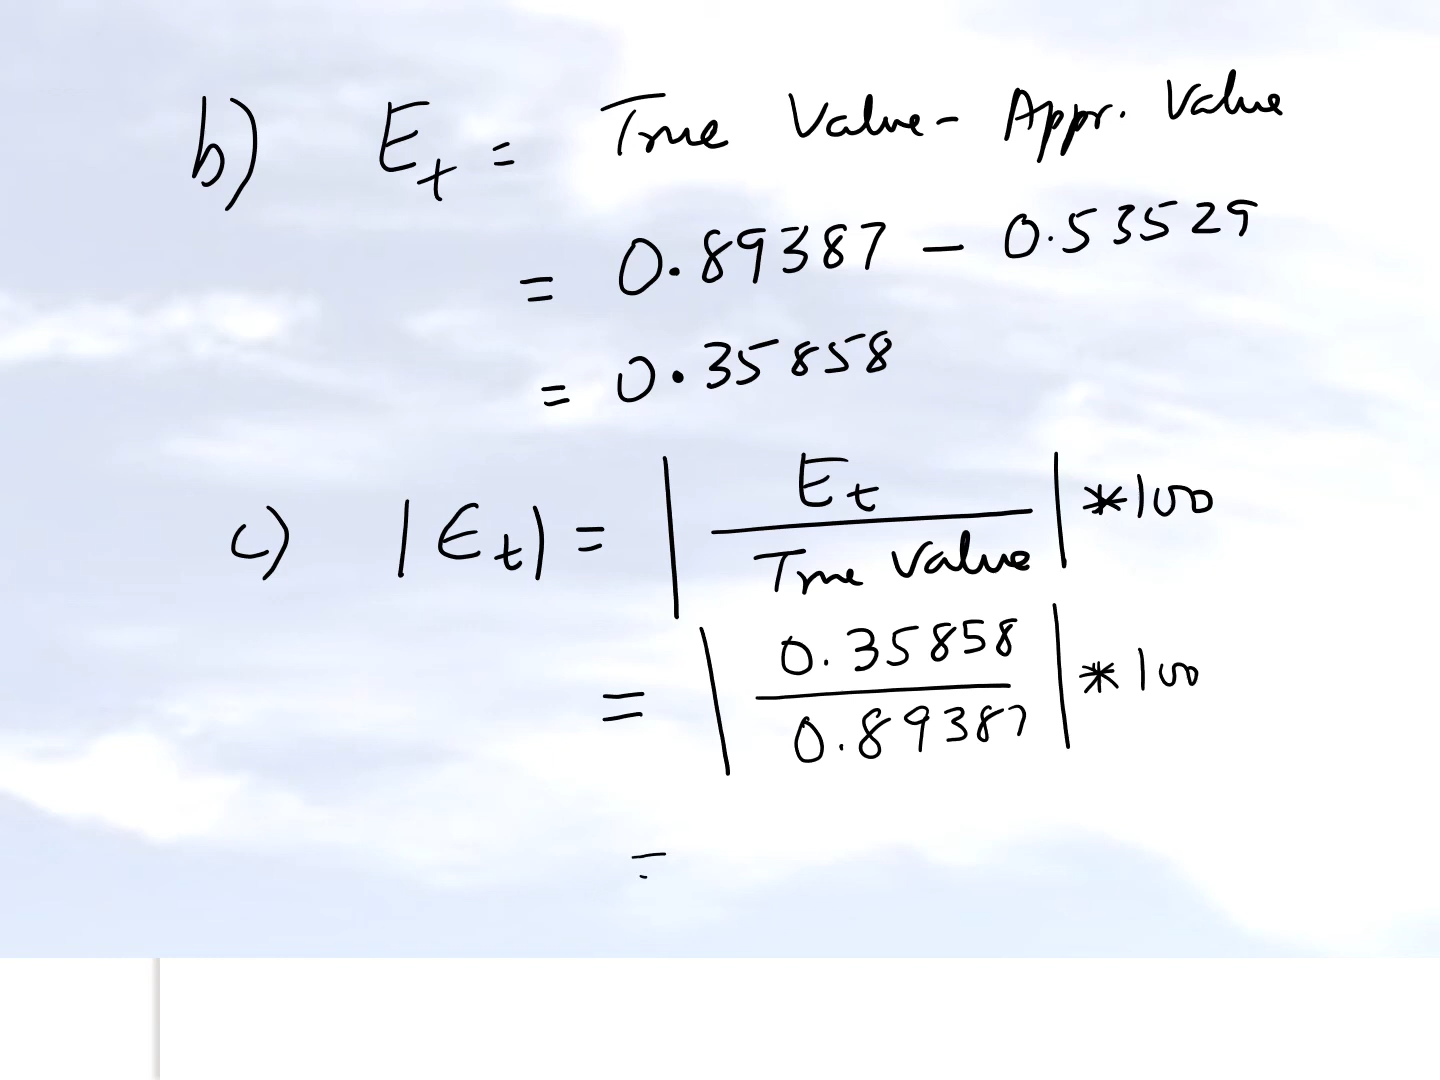 b) Et = True Value - Appr. Value
= 0.89387 - 0.53529
= 0.35858
c) |Єt| = | Et / True Value | * 100
= | 0.35858 / 0.89387 | * 100
=